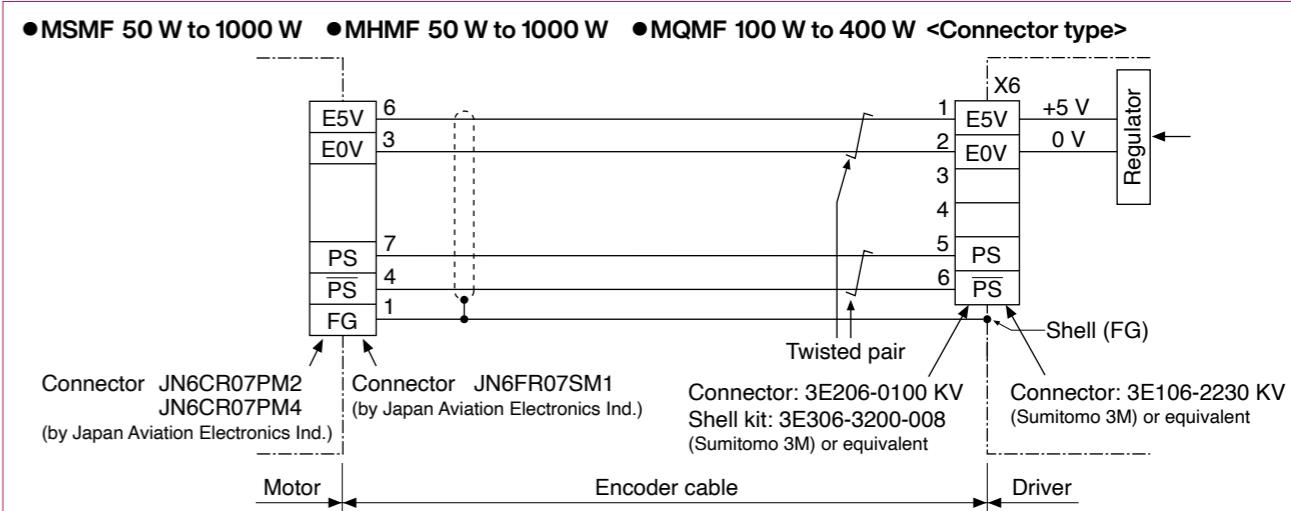 ●MSMF 50 W to 1000 W ●MHMF 50 W to 1000 W ●MQMF 100 W to 400 W <Connector type>
X6
E5V 6 1 E5V +5 V
E0V 3 2 E0V 0 V
Regulator
3
4
PS 7 5 PS
P̅S̅ 4 6 P̅S̅
FG 1
Shell (FG)
Twisted pair
Connector JN6CR07PM2
JN6CR07PM4
(by Japan Aviation Electronics Ind.)
Connector JN6FR07SM1
(by Japan Aviation Electronics Ind.)
Connector: 3E206-0100 KV
Shell kit: 3E306-3200-008
(Sumitomo 3M) or equivalent
Connector: 3E106-2230 KV
(Sumitomo 3M) or equivalent
Motor Encoder cable Driver